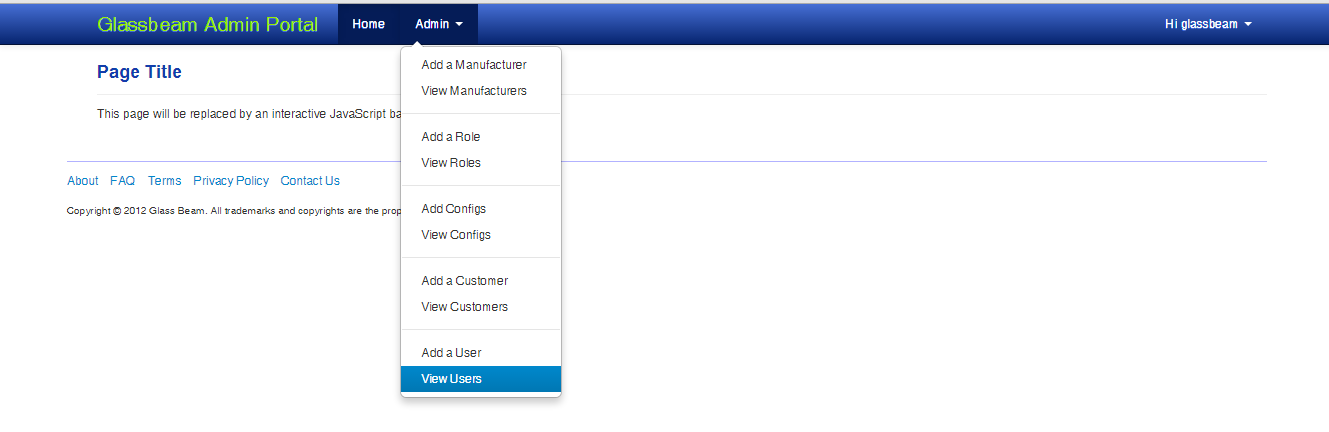 Glassbeam Admin Portal Home Admin Hi glassbeam
Page Title
This page will be replaced by an interactive JavaScript ba
Add a Manufacturer
View Manufacturers
Add a Role
View Roles
Add Configs
View Configs
Add a Customer
View Customers
Add a User
View Users
About FAQ Terms Privacy Policy Contact Us
Copyright © 2012 Glass Beam. All trademarks and copyrights are the prop